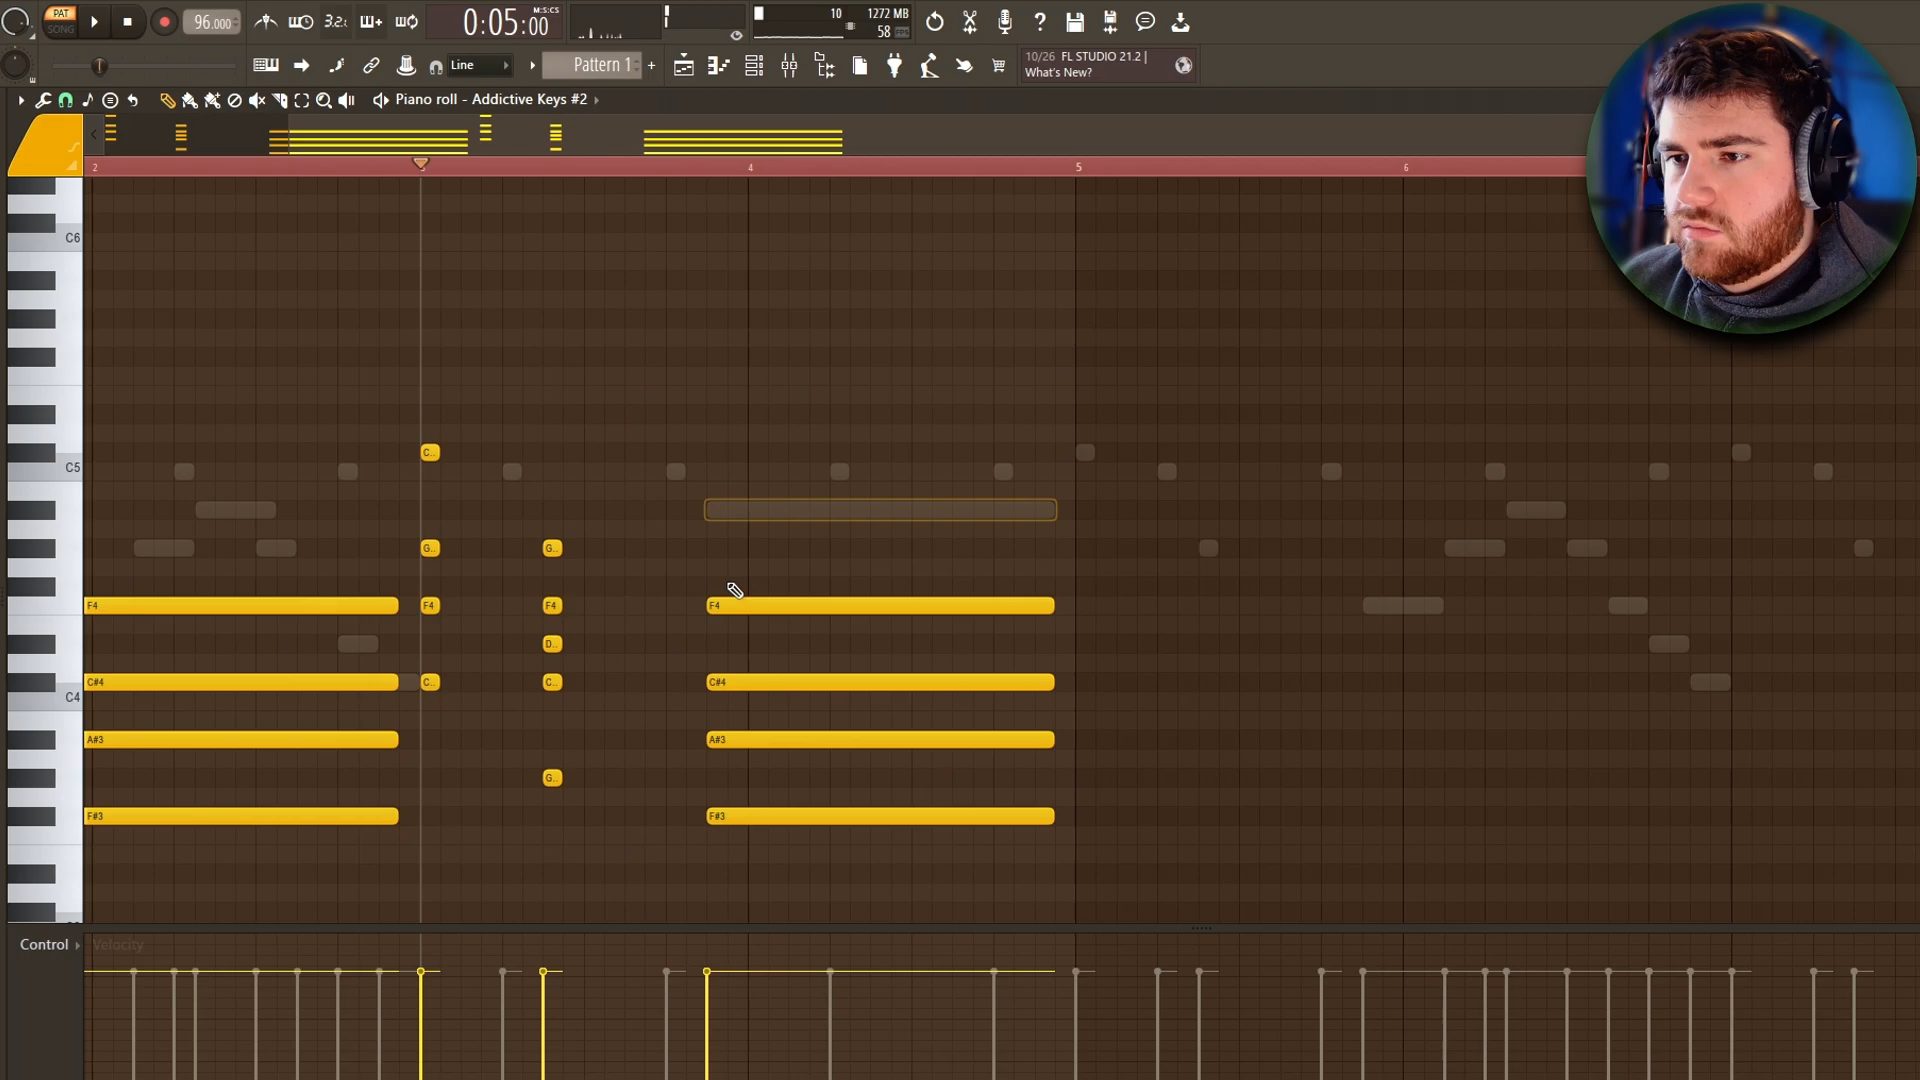 PAT
SONG
96.000
3.2.
0:05:00
M:S:CS
10
1272 MB
58
Line
Pattern 1
10/26 FL STUDIO 21.2 |
What's New?
Piano roll - Addictive Keys #2
2
4
5
6
C6
C5
C4
C..
G..
G..
F4
F4
F4
F4
D..
C#4
C..
C..
C#4
A#3
A#3
G..
F#3
F#3
Control
Velocity